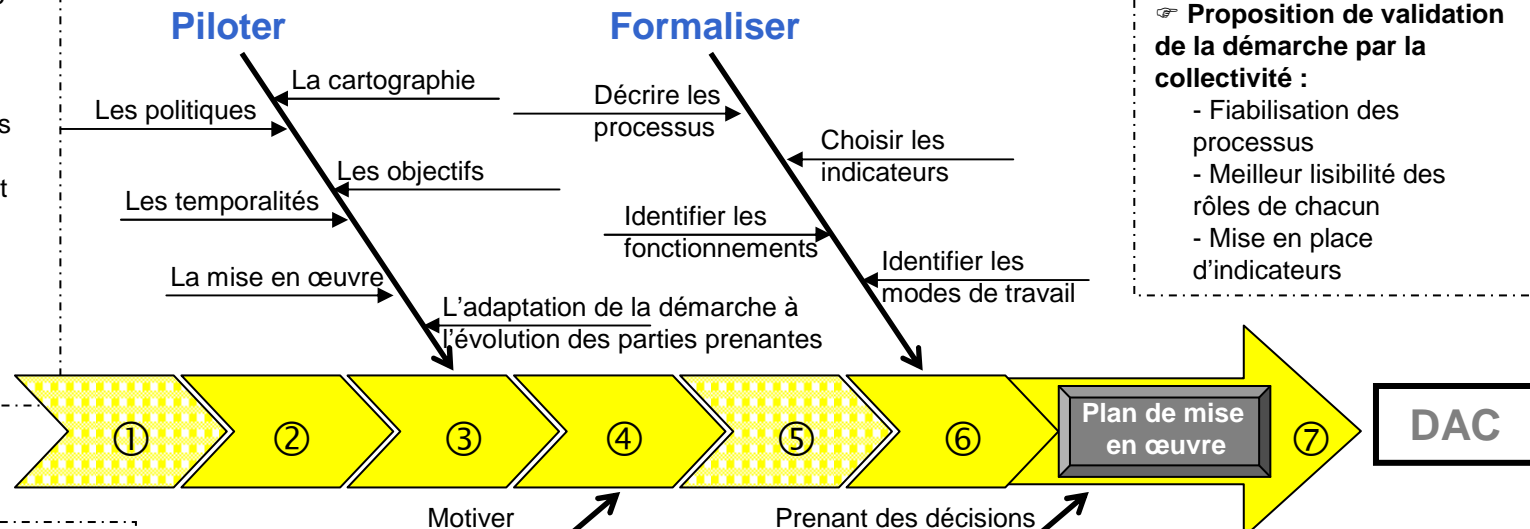 Piloter
La cartographie
Les politiques
Les objectifs
Les temporalités
La mise en œuvre
L'adaptation de la démarche à
l'évolution des parties prenantes
Formaliser
Décrire les
processus
Choisir les
indicateurs
Identifier les
fonctionnements
Identifier les
modes de travail
☞ Proposition de validation
de la démarche par la
collectivité :
- Fiabilisation des
processus
- Meilleur lisibilité des
rôles de chacun
- Mise en place
d'indicateurs
① ② ③ ④ ⑤ ⑥
Plan de mise
en œuvre
⑦
DAC
Motiver
Prenant des décisions